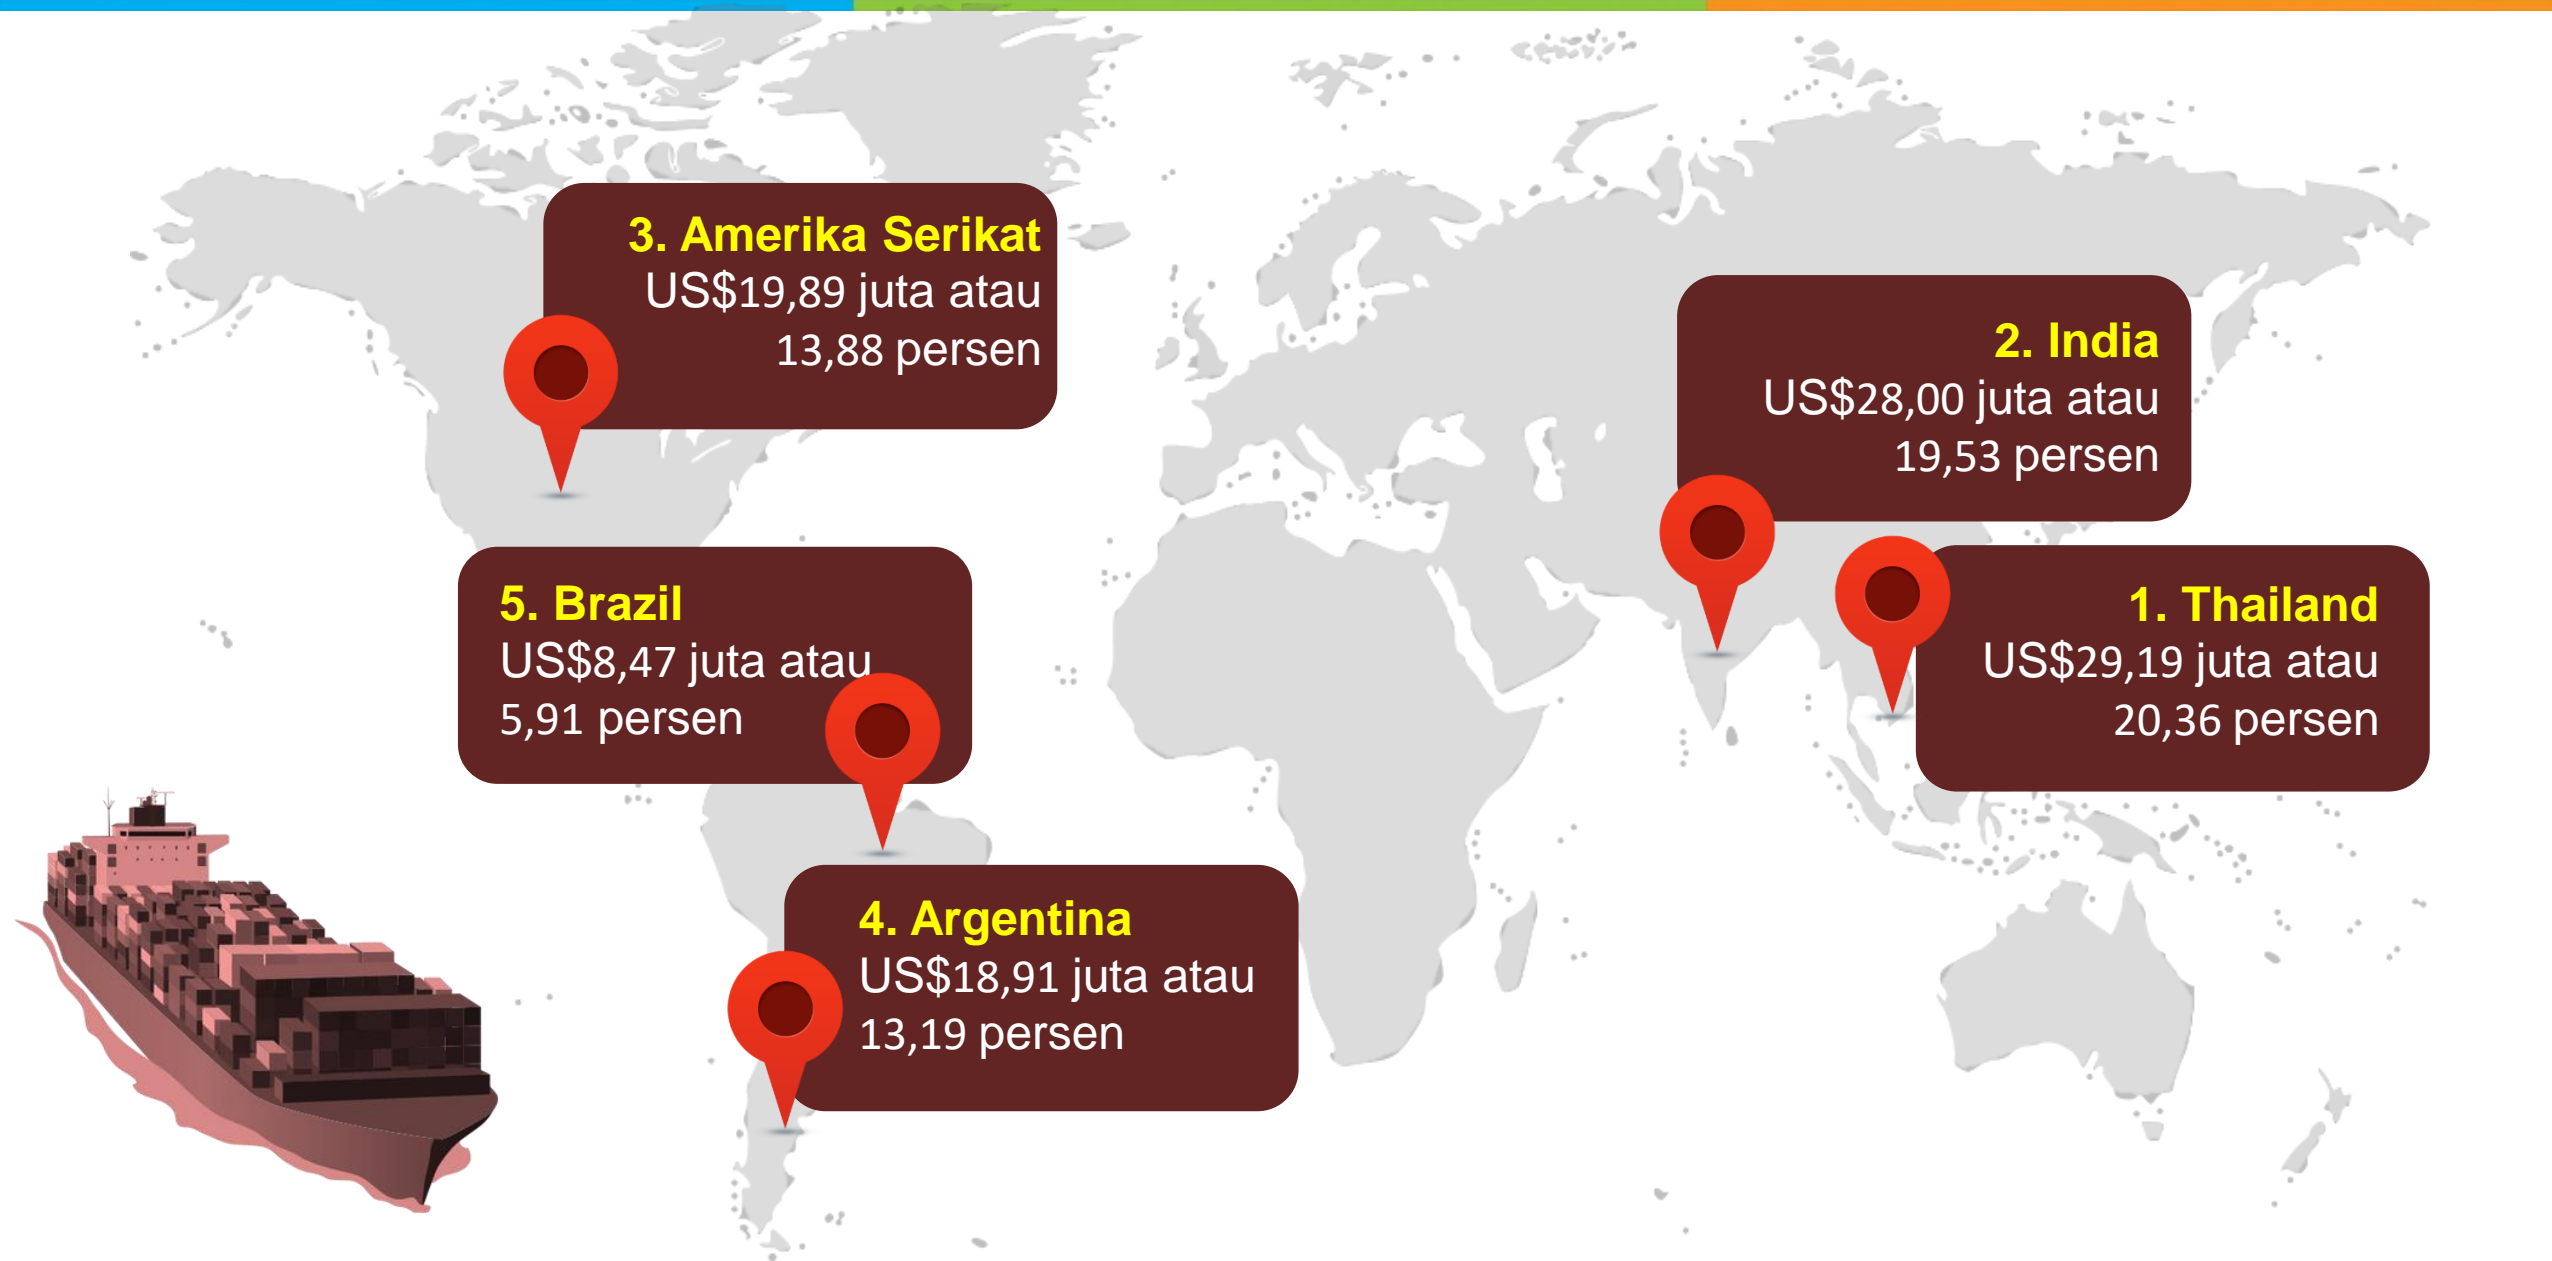 3. Amerika Serikat
US$19,89 juta atau
13,88 persen
2. India
US$28,00 juta atau
19,53 persen
5. Brazil
US$8,47 juta atau
5,91 persen
1. Thailand
US$29,19 juta atau
20,36 persen
4. Argentina
US$18,91 juta atau
13,19 persen